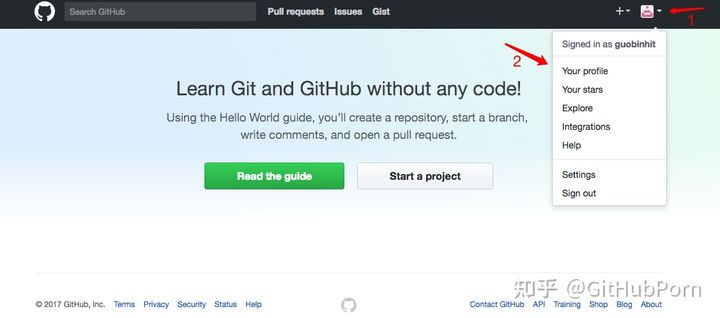 Search GitHub
Pull requests Issues Gist
1
Signed in as guobinhit
2
Your profile
Your stars
Explore
Integrations
Help
Settings
Sign out
Learn Git and GitHub without any code!
Using the Hello World guide, you'll create a repository, start a branch,
write comments, and open a pull request.
Read the guide Start a project
© 2017 GitHub, Inc. Terms Privacy Security Status Help
Contact GitHub API Training Shop Blog About
知乎 @GitHubPorn